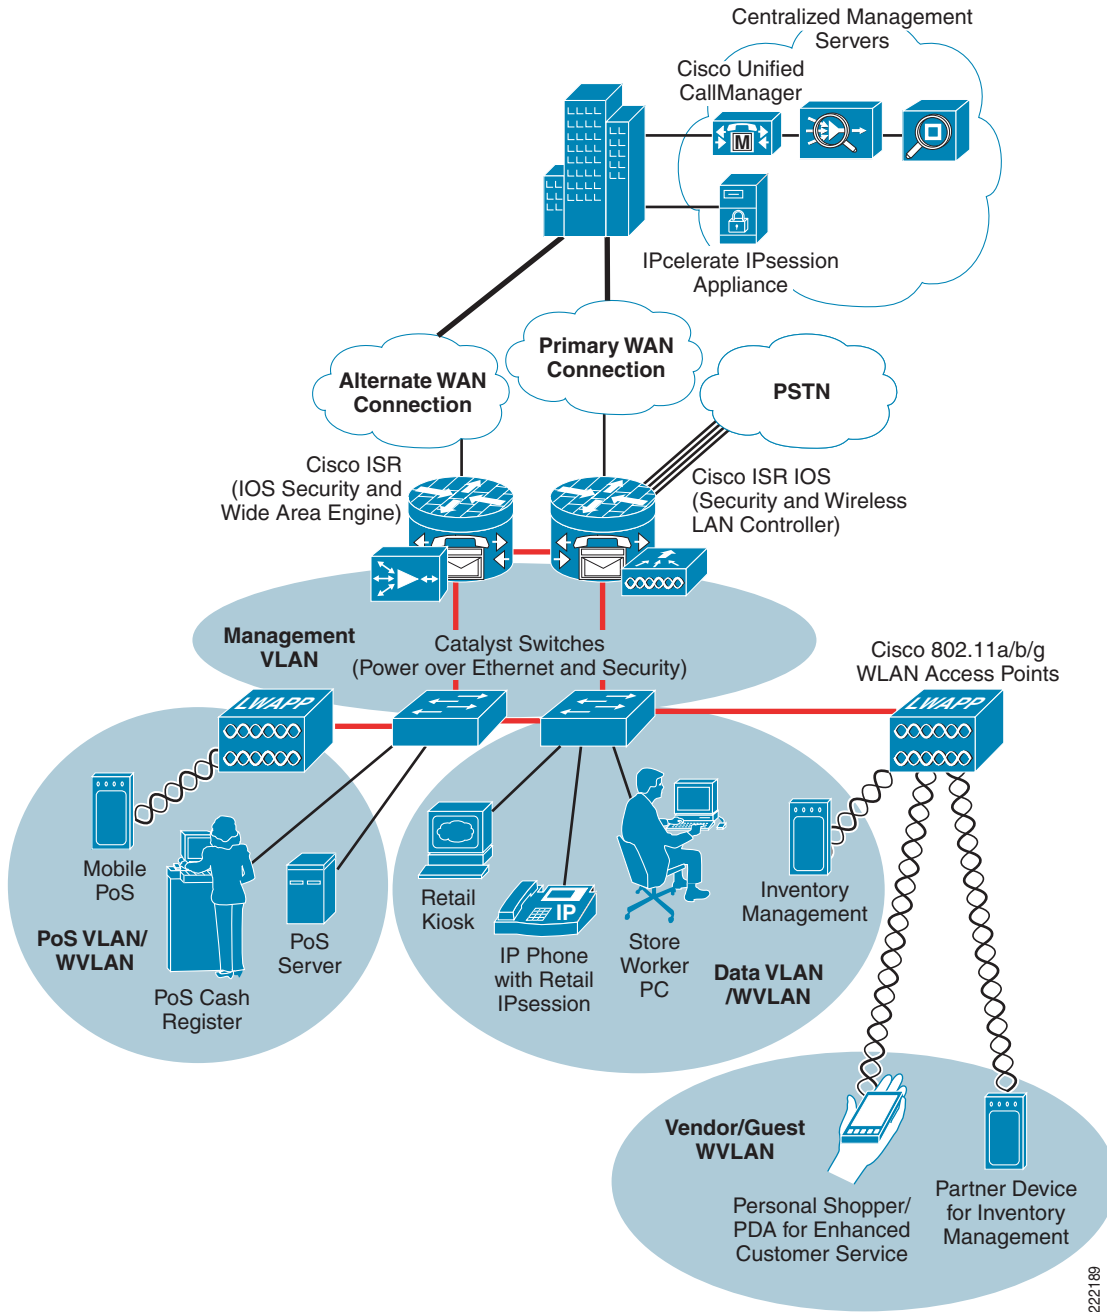 Centralized Management
Servers
Cisco Unified
CallManager
M
IPcelerate IPsession
Appliance
Primary WAN
Connection
Alternate WAN
Connection
PSTN
Cisco ISR
(IOS Security and
Wide Area Engine)
Cisco ISR IOS
(Security and Wireless
LAN Controller)
Management
VLAN
Catalyst Switches
(Power over Ethernet and Security)
Cisco 802.11a/b/g
WLAN Access Points
LWAPP
LWAPP
Mobile
PoS
PoS VLAN/
WVLAN
PoS Cash
Register
PoS
Server
Retail
Kiosk
IP
IP Phone
with Retail
IPsession
Store
Worker
PC
Inventory
Management
Data VLAN
/WVLAN
Vendor/Guest
WVLAN
Personal Shopper/
PDA for Enhanced
Customer Service
Partner Device
for Inventory
Management
222189